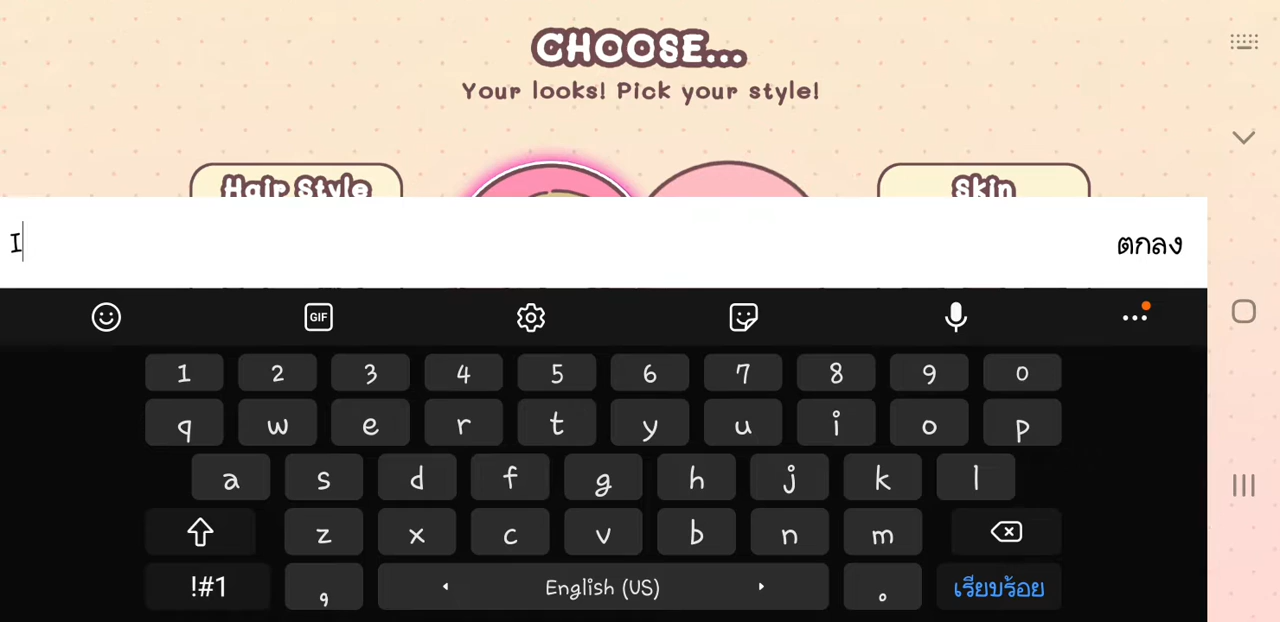 CHOOSE...
Your looks! Pick your style!
Hair Style
Skin
I
ตกลง
GIF
1 2 3 4 5 6 7 8 9 0
q w e r t y u i o p
a s d f g h j k l
z x c v b n m
!#1 , English (US) . เรียบร้อย